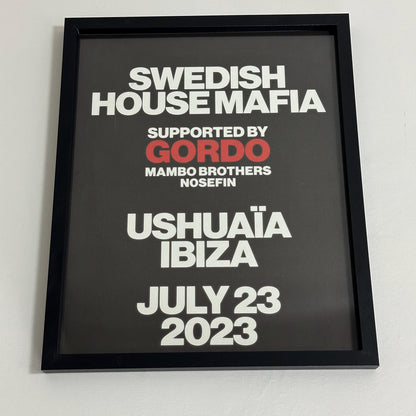 SWEDISH
HOUSE MAFIA
SUPPORTED BY
GORDO
MAMBO BROTHERS
NOSEFIN
USHUAÏA
IBIZA
JULY 23
2023